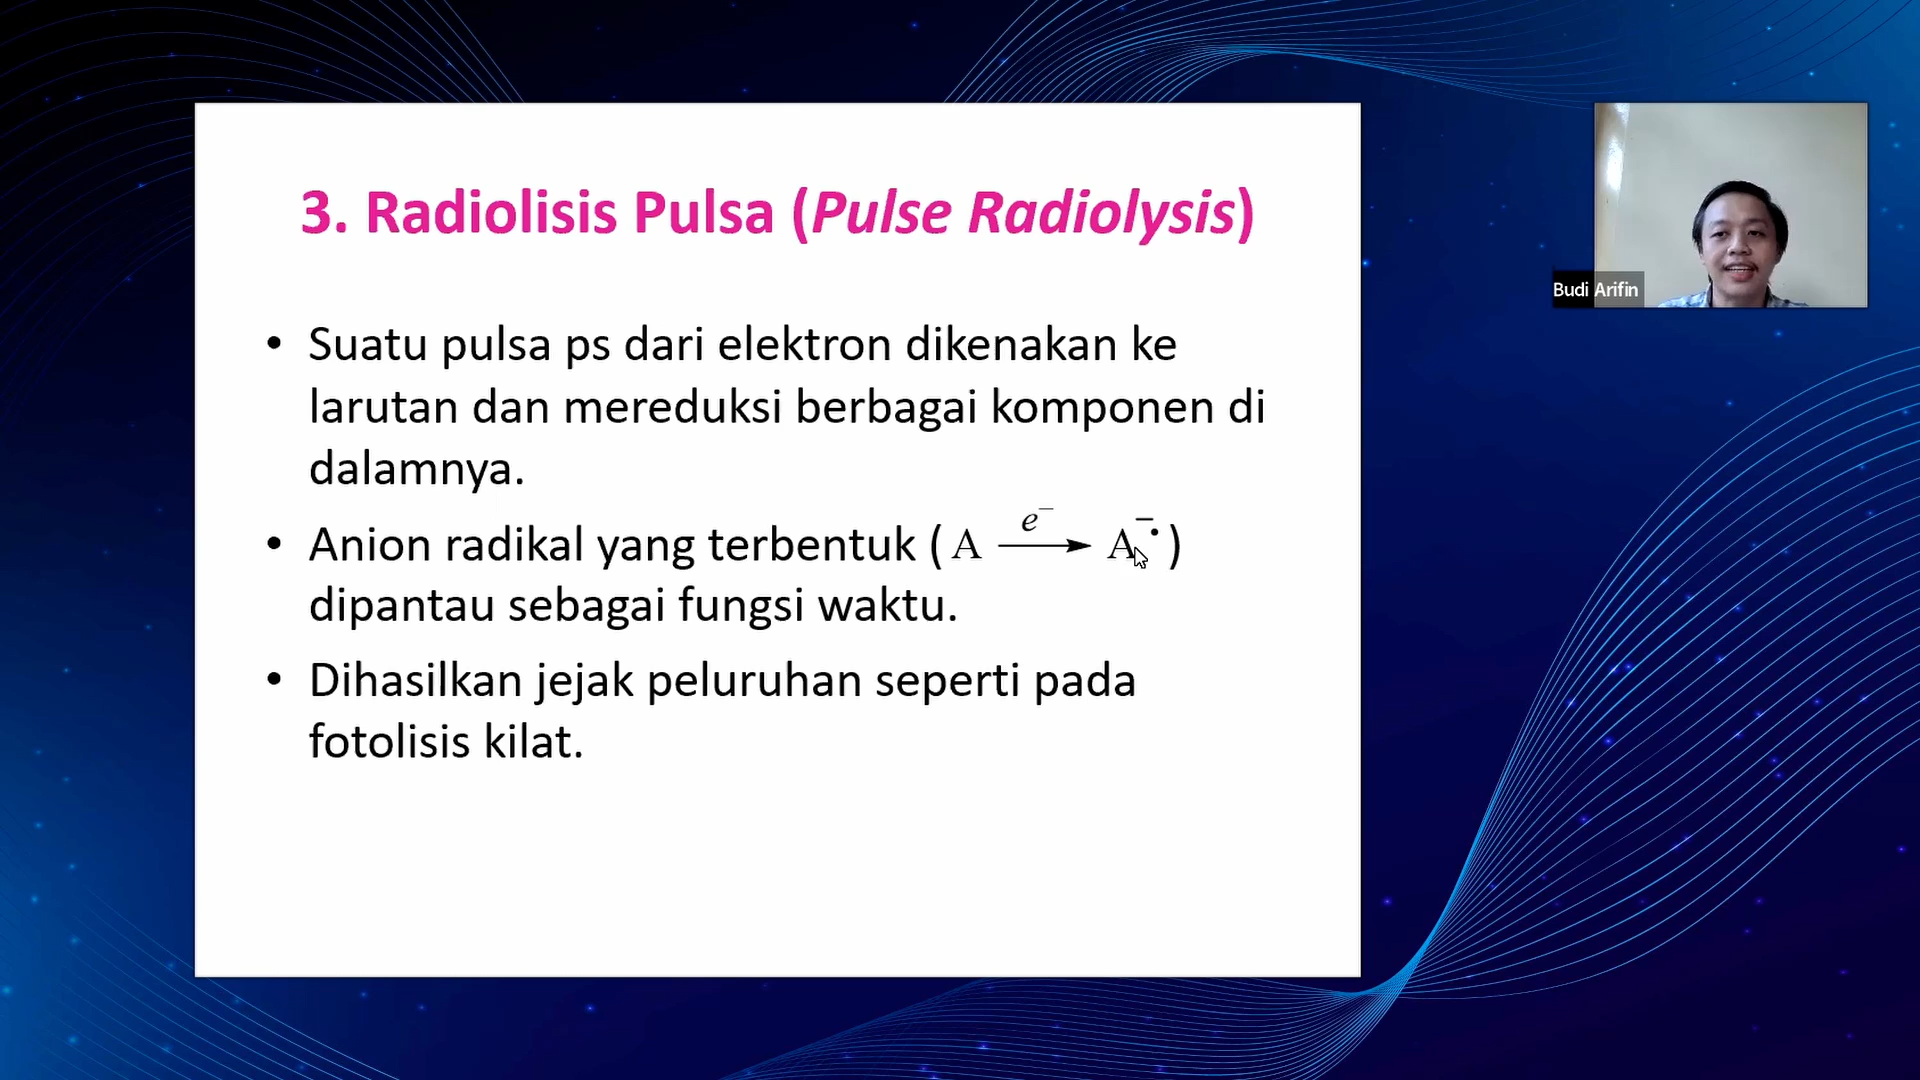 3. Radiolisis Pulsa (Pulse Radiolysis)
Budi Arifin
• Suatu pulsa ps dari elektron dikenakan ke
larutan dan mereduksi berbagai komponen di
dalamnya.
• Anion radikal yang terbentuk ( A —e⁻→ A⁻• )
dipantau sebagai fungsi waktu.
• Dihasilkan jejak peluruhan seperti pada
fotolisis kilat.